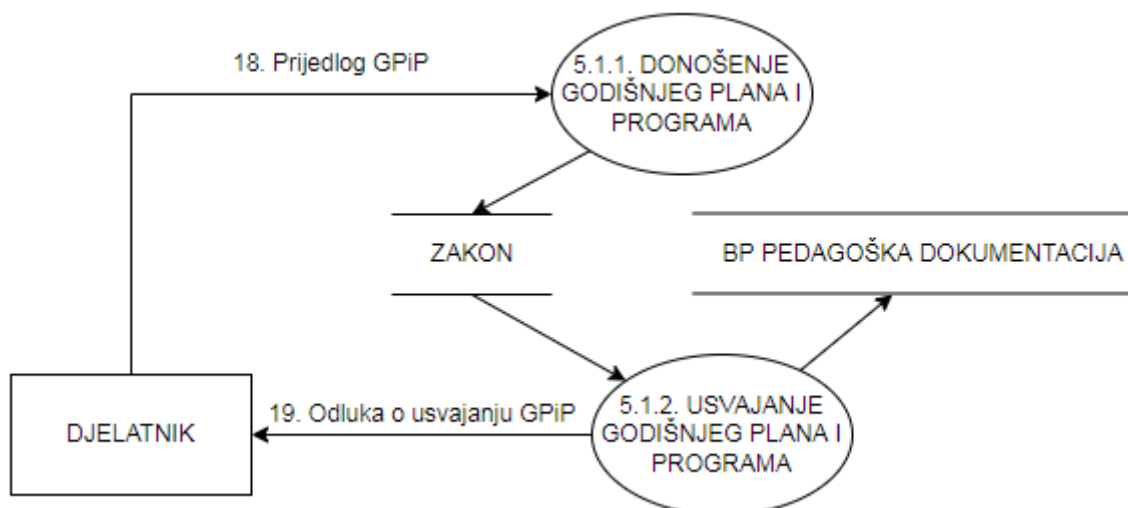 18. Prijedlog GPiP
5.1.1. DONOŠENJE
GODIŠNJEG PLANA I
PROGRAMA
ZAKON
BP PEDAGOŠKA DOKUMENTACIJA
DJELATNIK
19. Odluka o usvajanju GPiP
5.1.2. USVAJANJE
GODIŠNJEG PLANA I
PROGRAMA